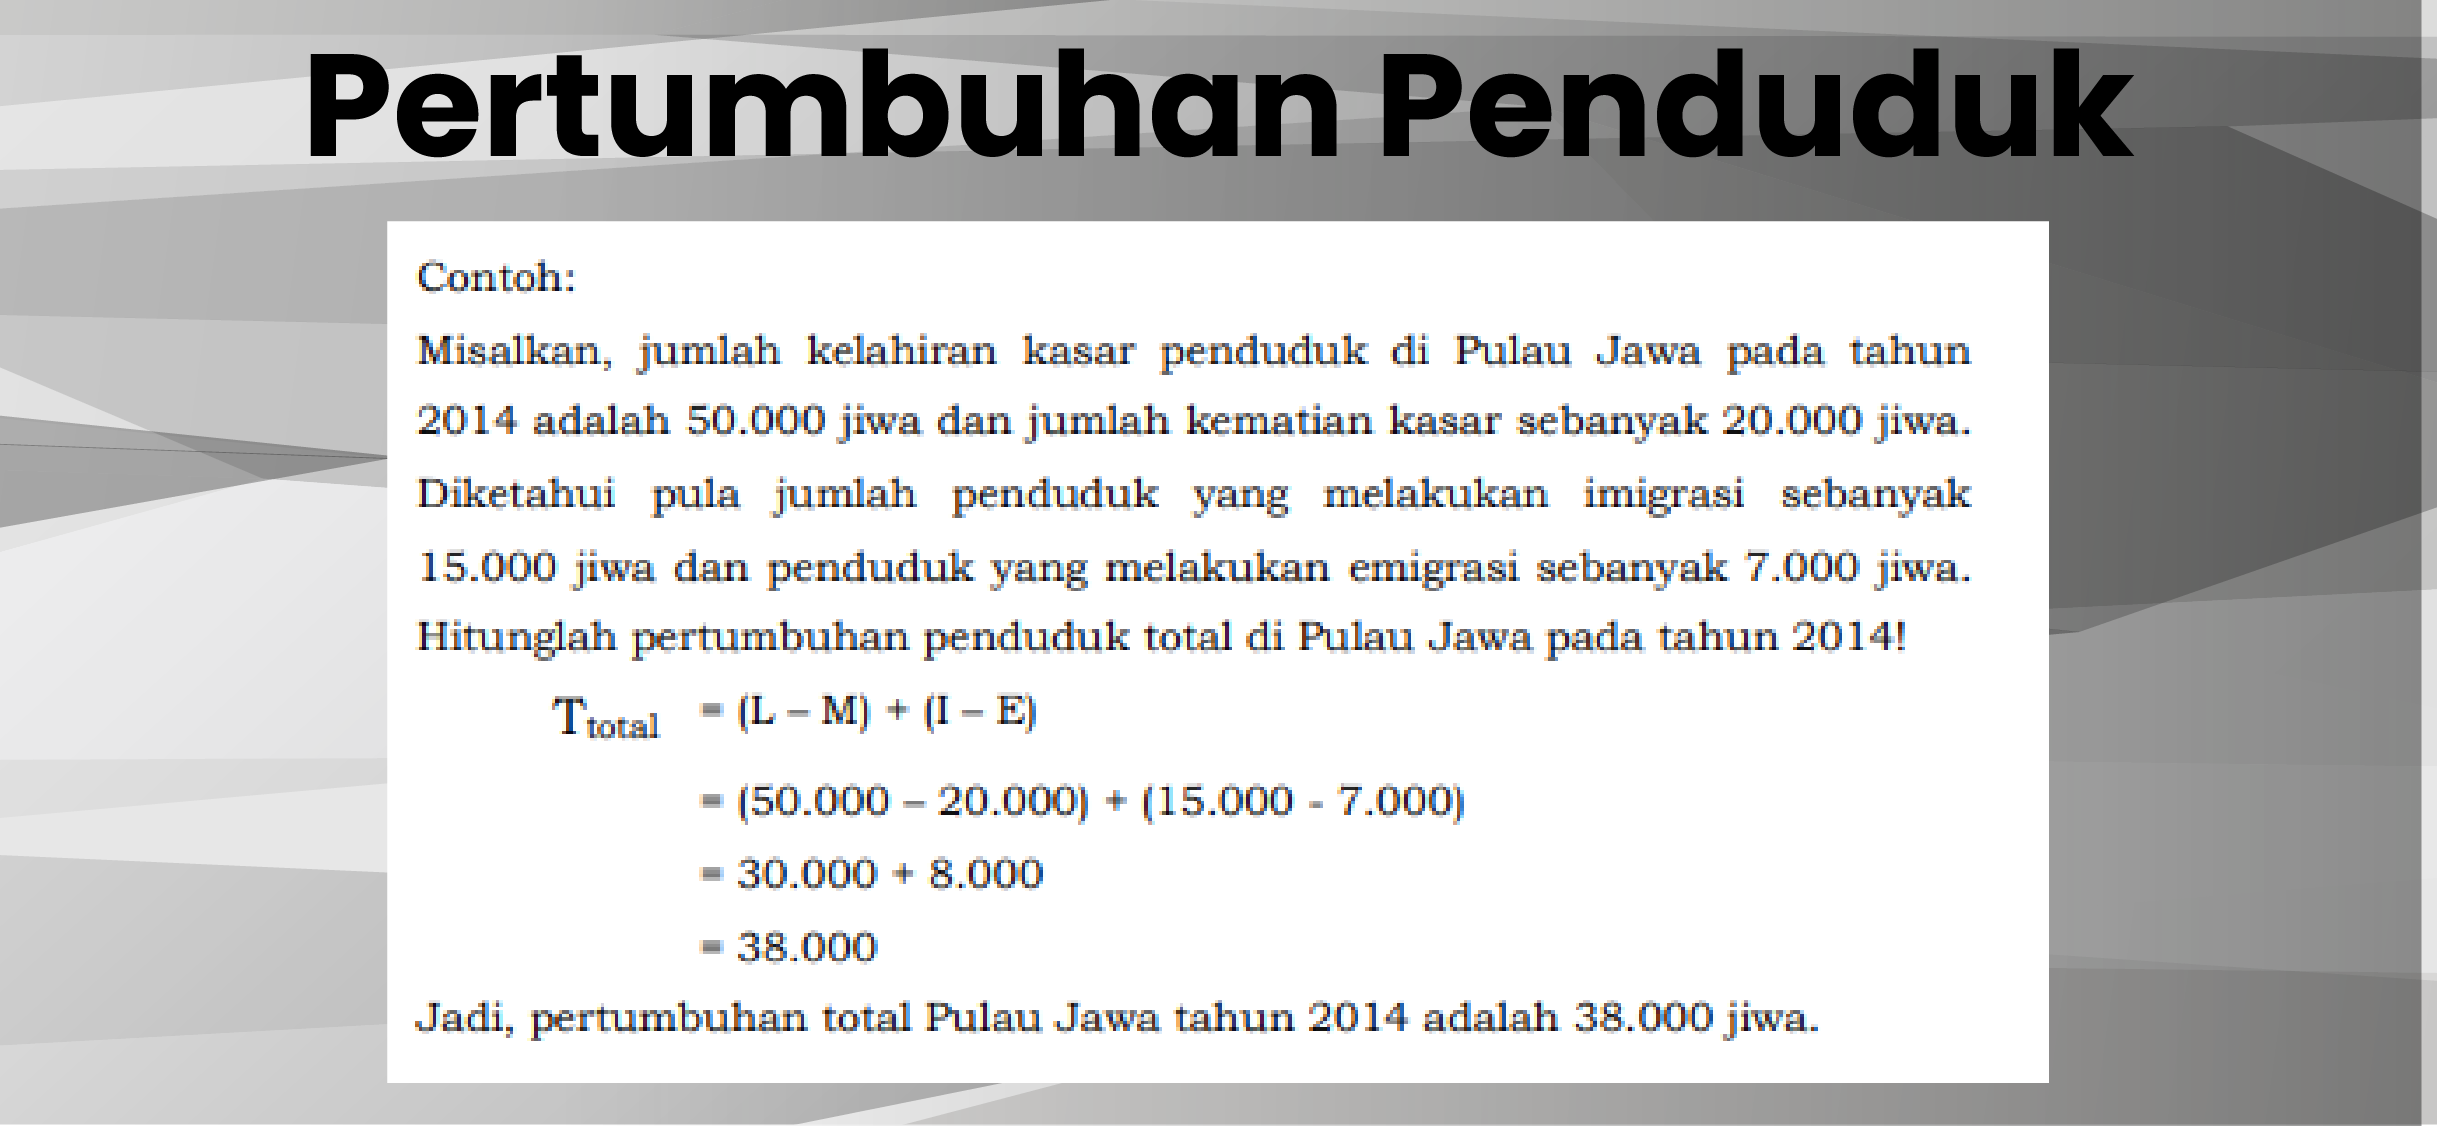 Pertumbuhan Penduduk
Contoh:
Misalkan, jumlah kelahiran kasar penduduk di Pulau Jawa pada tahun
2014 adalah 50.000 jiwa dan jumlah kematian kasar sebanyak 20.000 jiwa.
Diketahui pula jumlah penduduk yang melakukan imigrasi sebanyak
15.000 jiwa dan penduduk yang melakukan emigrasi sebanyak 7.000 jiwa.
Hitunglah pertumbuhan penduduk total di Pulau Jawa pada tahun 2014!
Ttotal = (L – M) + (I – E)
= (50.000 – 20.000) + (15.000 - 7.000)
= 30.000 + 8.000
= 38.000
Jadi, pertumbuhan total Pulau Jawa tahun 2014 adalah 38.000 jiwa.